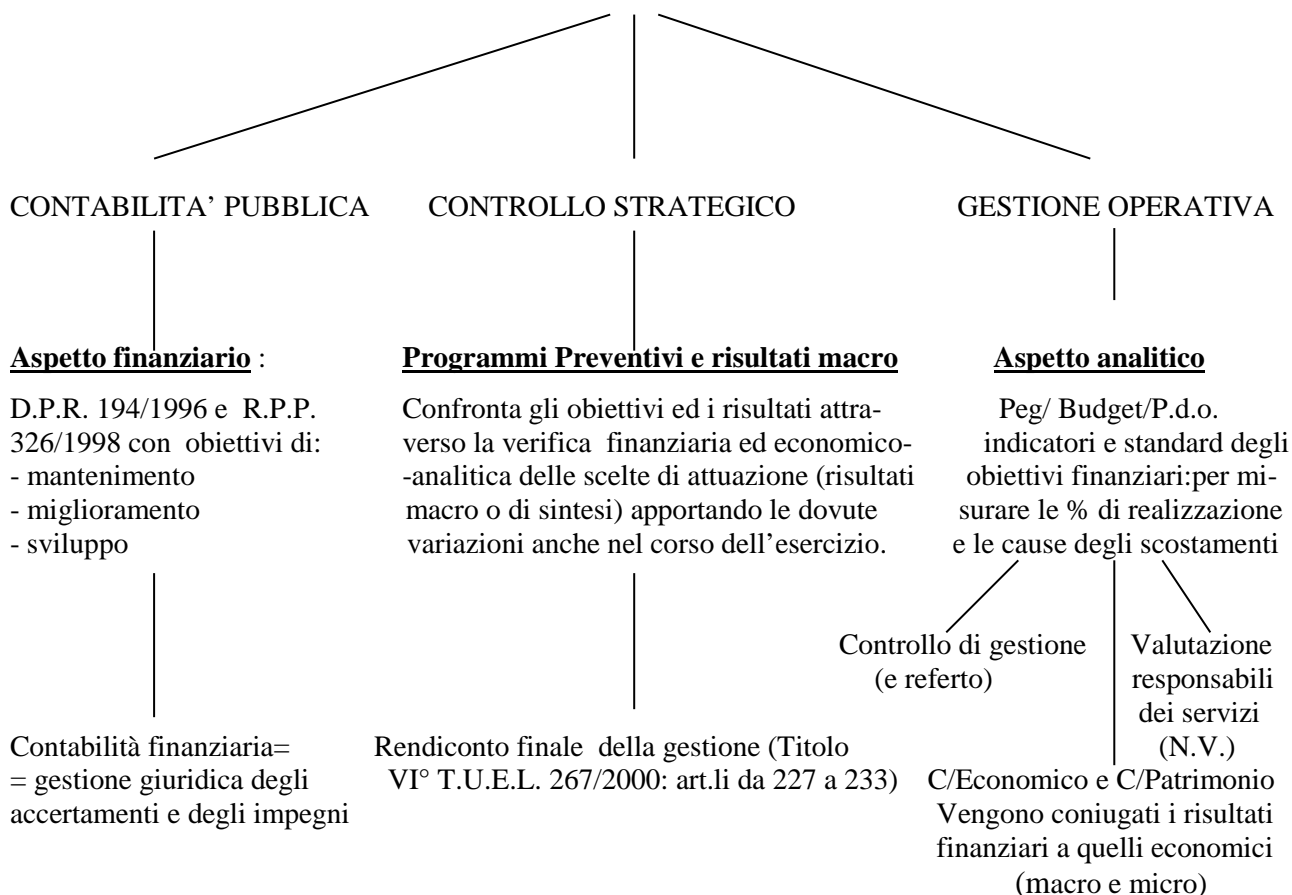 CONTABILITA’ PUBBLICA
CONTROLLO STRATEGICO
GESTIONE OPERATIVA
Aspetto finanziario :
D.P.R. 194/1996 e R.P.P.
326/1998 con obiettivi di:
- mantenimento
- miglioramento
- sviluppo
Contabilità finanziaria=
= gestione giuridica degli
accertamenti e degli impegni
Programmi Preventivi e risultati macro
Confronta gli obiettivi ed i risultati attra-
verso la verifica finanziaria ed economico-
-analitica delle scelte di attuazione (risultati
macro o di sintesi) apportando le dovute
variazioni anche nel corso dell’esercizio.
Rendiconto finale della gestione (Titolo
VI° T.U.E.L. 267/2000: art.li da 227 a 233)
Aspetto analitico
Peg/ Budget/P.d.o.
indicatori e standard degli
obiettivi finanziari:per mi-
surare le % di realizzazione
e le cause degli scostamenti
Controllo di gestione
(e referto)
Valutazione
responsabili
dei servizi
(N.V.)
C/Economico e C/Patrimonio
Vengono coniugati i risultati
finanziari a quelli economici
(macro e micro)